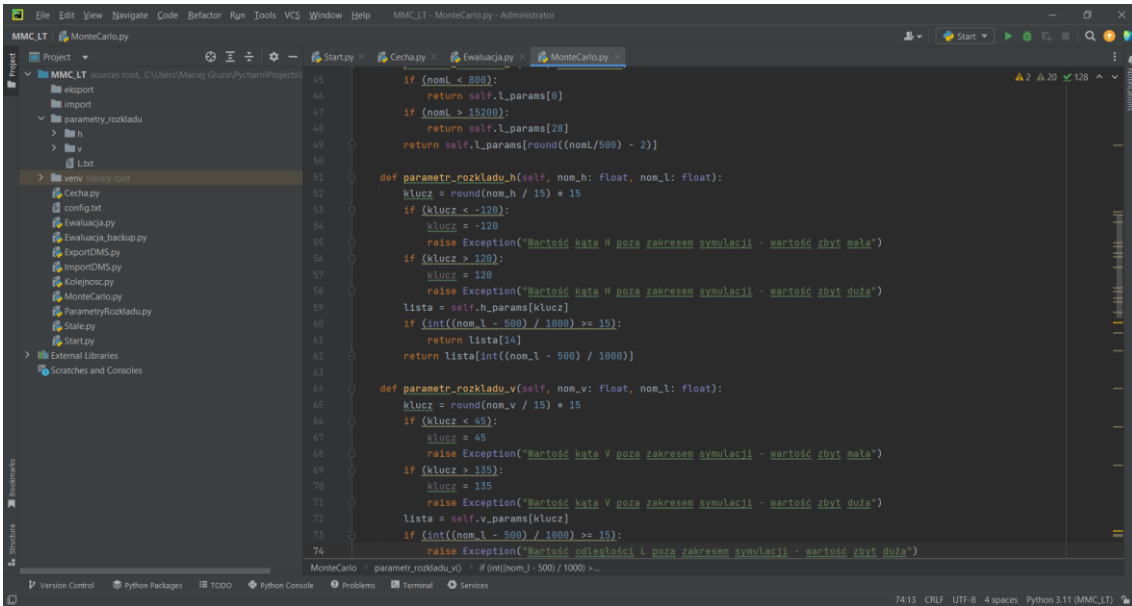 File Edit View Navigate Code Refactor Run Tools VCS Window Help MMC_LT - MonteCarlo.py - Administrator
MMC_LT MonteCarlo.py Start
Project Start.py Cecha.py Ewaluacja.py MonteCarlo.py
MMC_LT sources root, C:\Users\Maciej Gruza\PycharmProjects\
eksport
import
parametry_rozkladu
h
v
L.txt
venv library root
Cecha.py
config.txt
Ewaluacja.py
Ewaluacja_backup.py
ExportDMS.py
ImportDMS.py
Kolejnosc.py
MonteCarlo.py
ParametryRozkladu.py
Stale.py
Start.py
External Libraries
Scratches and Consoles
2 20 128
45 if (nomL < 800):
46 return self.l_params[0]
47 if (nomL > 15200):
48 return self.l_params[28]
49 return self.l_params[round((nomL/500) - 2)]
50
51 def parametr_rozkladu_h(self, nom_h: float, nom_l: float):
52 klucz = round(nom_h / 15) * 15
53 if (klucz < -120):
54 klucz = -120
55 raise Exception("Wartość kąta H poza zakresem symulacji - wartość zbyt mała")
56 if (klucz > 120):
57 klucz = 120
58 raise Exception("Wartość kąta H poza zakresem symulacji - wartość zbyt duża")
59 lista = self.h_params[klucz]
60 if (int((nom_l - 500) / 1000) >= 15):
61 return lista[14]
62 return lista[int((nom_l - 500) / 1000)]
63
64 def parametr_rozkladu_v(self, nom_v: float, nom_l: float):
65 klucz = round(nom_v / 15) * 15
66 if (klucz < 45):
67 klucz = 45
68 raise Exception("Wartość kąta V poza zakresem symulacji - wartość zbyt mała")
69 if (klucz > 135):
70 klucz = 135
71 raise Exception("Wartość kąta V poza zakresem symulacji - wartość zbyt duża")
72 lista = self.v_params[klucz]
73 if (int((nom_l - 500) / 1000) >= 15):
74 raise Exception("Wartość odległości L poza zakresem symulacji - wartość zbyt duża")
MonteCarlo parametr_rozkladu_v() if (int((nom_l - 500) / 1000) >...
Project
Bookmarks
Structure
Notifications
Version Control Python Packages TODO Python Console Problems Terminal Services
74:13 CRLF UTF-8 4 spaces Python 3.11 (MMC_LT)